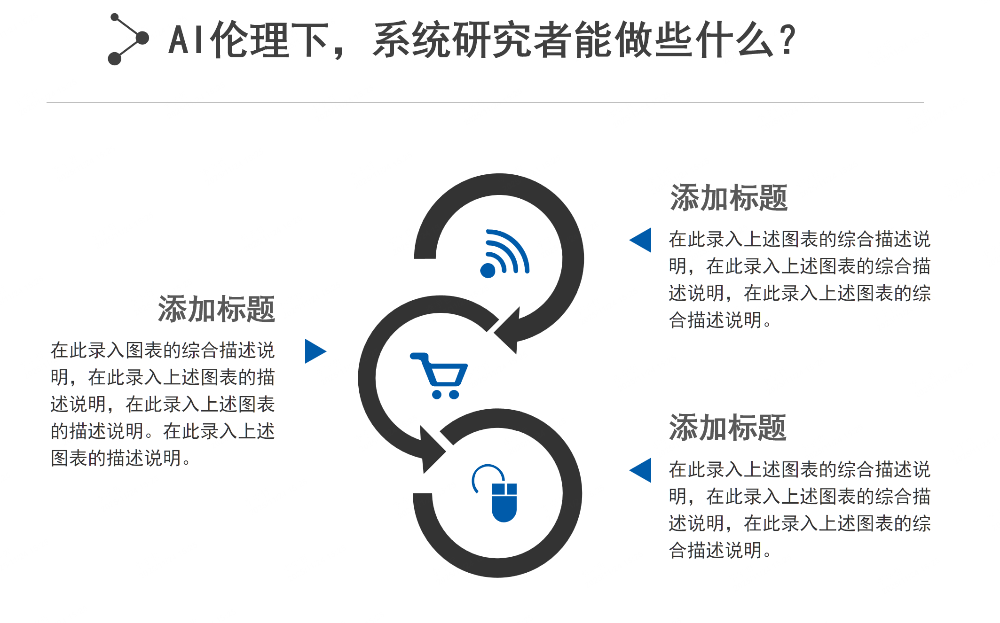 AI伦理下，系统研究者能做些什么？
添加标题
在此录入上述图表的综合描述说
明，在此录入上述图表的综合描
述说明，在此录入上述图表的综
合描述说明。
添加标题
在此录入图表的综合描述说
明，在此录入上述图表的描
述说明，在此录入上述图表
的描述说明。在此录入上述
图表的描述说明。
添加标题
在此录入上述图表的综合描述说
明，在此录入上述图表的综合描
述说明，在此录入上述图表的综
合描述说明。